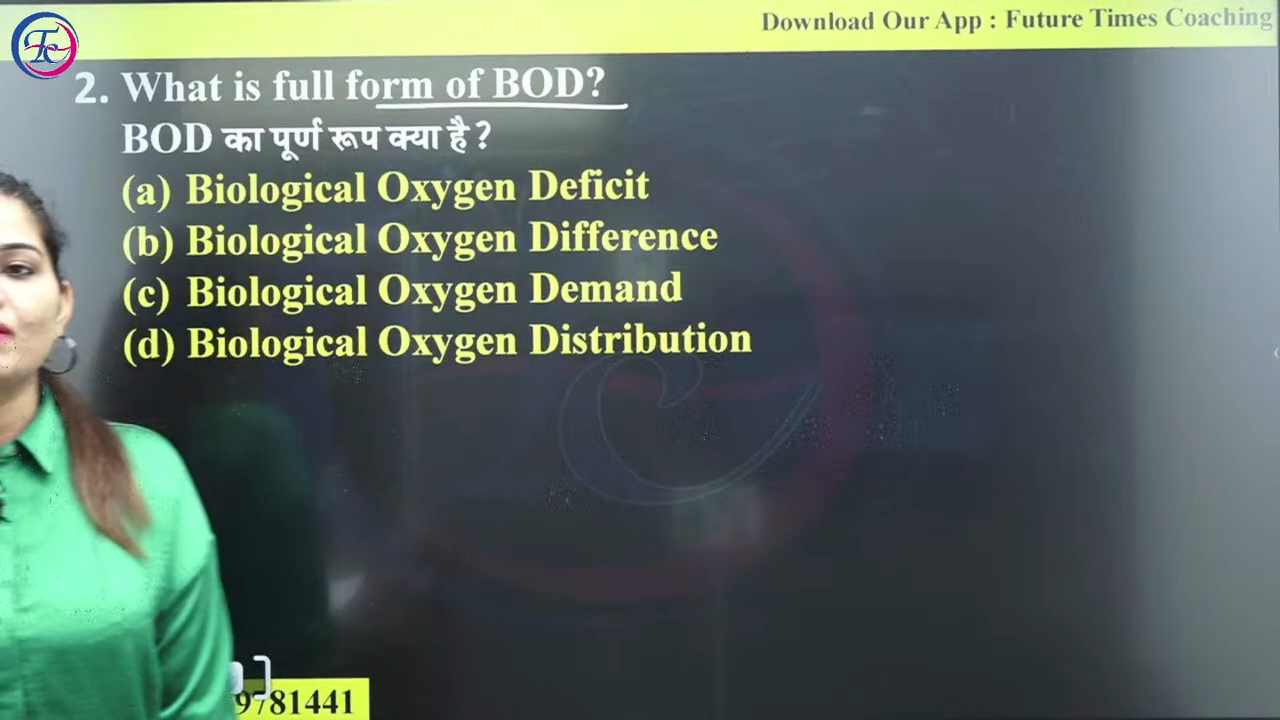 Download Our App : Future Times Coaching
2. What is full form of BOD?
BOD का पूर्ण रूप क्या है ?
(a) Biological Oxygen Deficit
(b) Biological Oxygen Difference
(c) Biological Oxygen Demand
(d) Biological Oxygen Distribution
9781441